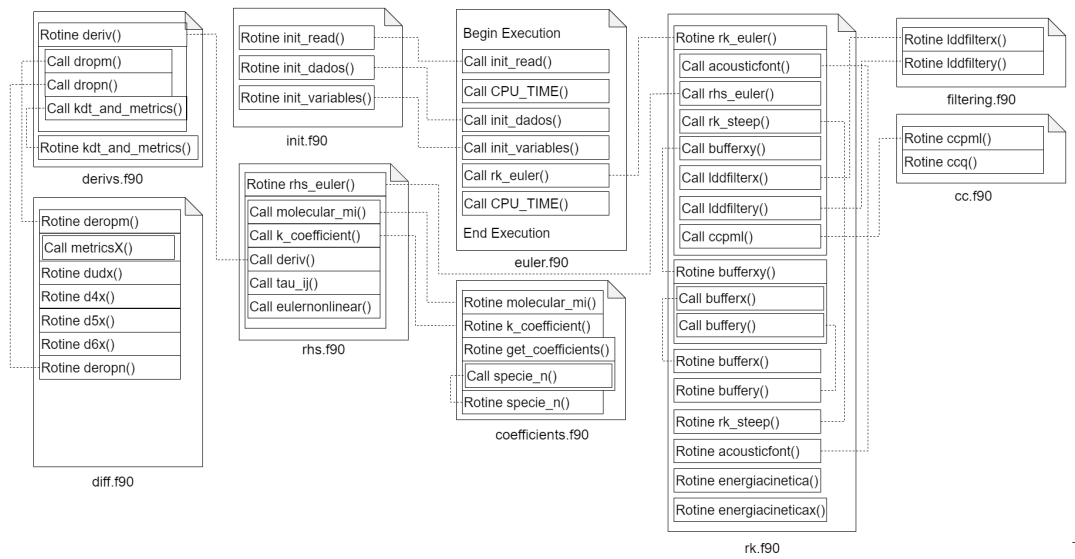 Rotine deriv()
Call dropm()
Call dropn()
Call kdt_and_metrics()
Rotine kdt_and_metrics()
derivs.f90
Rotine deropm()
Call metricsX()
Rotine dudx()
Rotine d4x()
Rotine d5x()
Rotine d6x()
Rotine deropn()
diff.f90
Rotine init_read()
Rotine init_dados()
Rotine init_variables()
init.f90
Rotine rhs_euler()
Call molecular_mi()
Call k_coefficient()
Call deriv()
Call tau_ij()
Call eulernonlinear()
rhs.f90
Begin Execution
Call init_read()
Call CPU_TIME()
Call init_dados()
Call init_variables()
Call rk_euler()
Call CPU_TIME()
End Execution
euler.f90
Rotine molecular_mi()
Rotine k_coefficient()
Rotine get_coefficients()
Call specie_n()
Rotine specie_n()
coefficients.f90
Rotine rk_euler()
Call acousticfont()
Call rhs_euler()
Call rk_steep()
Call bufferxy()
Call lddfilterx()
Call lddfiltery()
Call ccpml()
Rotine bufferxy()
Call bufferx()
Call buffery()
Rotine bufferx()
Rotine buffery()
Rotine rk_steep()
Rotine acousticfont()
Rotine energiacinetica()
Rotine energiacineticax()
rk.f90
Rotine lddfilterx()
Rotine lddfiltery()
filtering.f90
Rotine ccpml()
Rotine ccq()
cc.f90